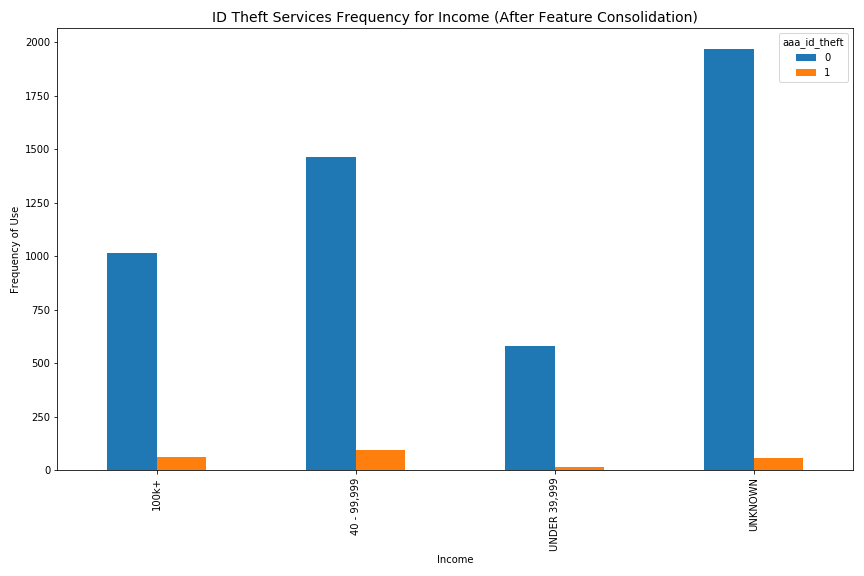 ID Theft Services Frequency for Income (After Feature Consolidation)
aaa_id_theft
0
1
2000
1750
1500
1250
1000
750
500
250
0
Frequency of Use
100k+
40 - 99,999
UNDER 39,999
UNKNOWN
Income